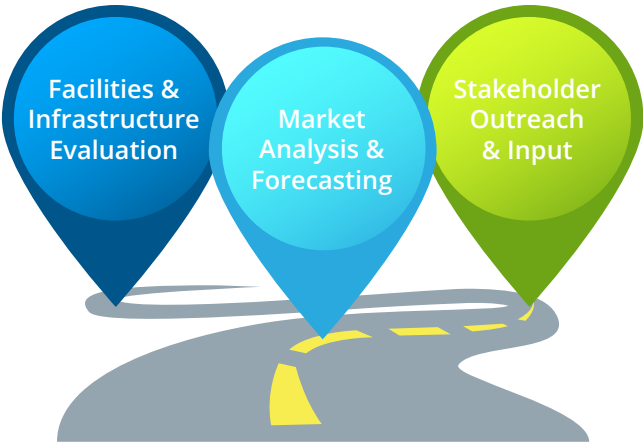 Facilities &
Infrastructure
Evaluation
Market
Analysis &
Forecasting
Stakeholder
Outreach
& Input